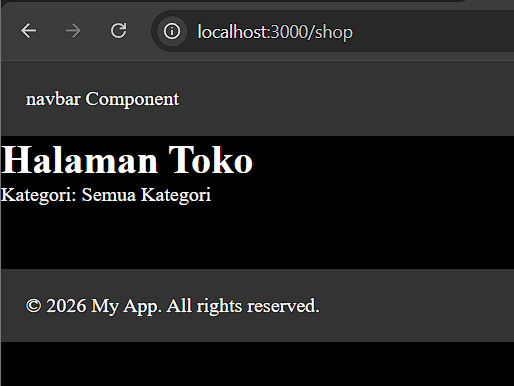 localhost:3000/shop
navbar Component
Halaman Toko
Kategori: Semua Kategori
© 2026 My App. All rights reserved.